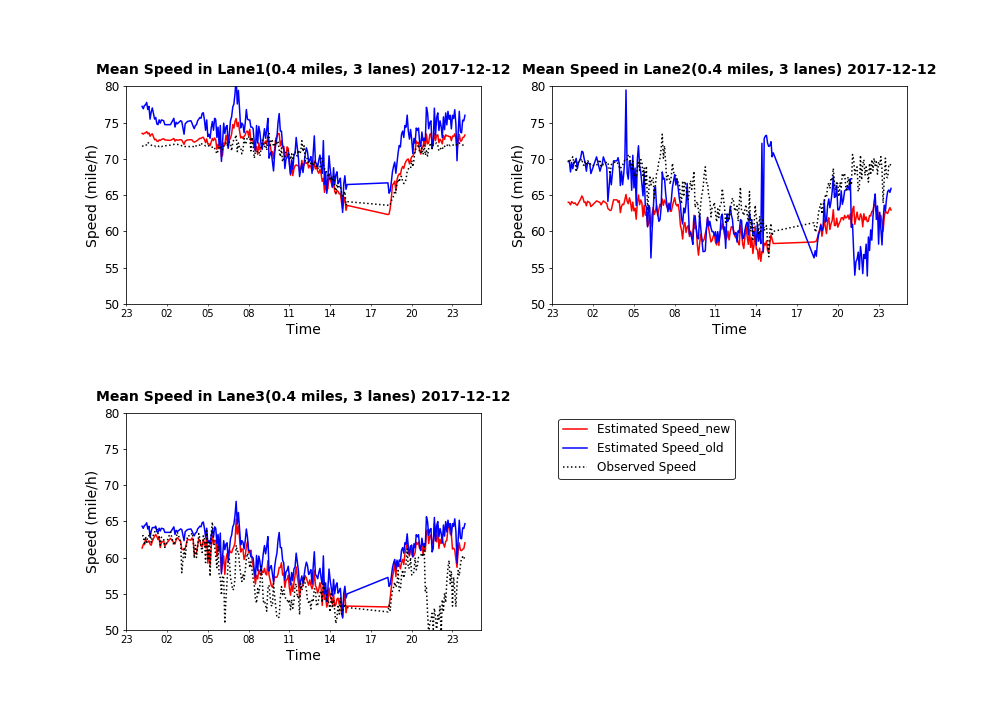 Mean Speed in Lane1(0.4 miles, 3 lanes) 2017-12-12
80
75
70
65
60
55
50
Speed (mile/h)
23 02 05 08 11 14 17 20 23
Time
Mean Speed in Lane2(0.4 miles, 3 lanes) 2017-12-12
80
75
70
65
60
55
50
Speed (mile/h)
23 02 05 08 11 14 17 20 23
Time
Mean Speed in Lane3(0.4 miles, 3 lanes) 2017-12-12
80
75
70
65
60
55
50
Speed (mile/h)
23 02 05 08 11 14 17 20 23
Time
Estimated Speed_new
Estimated Speed_old
Observed Speed